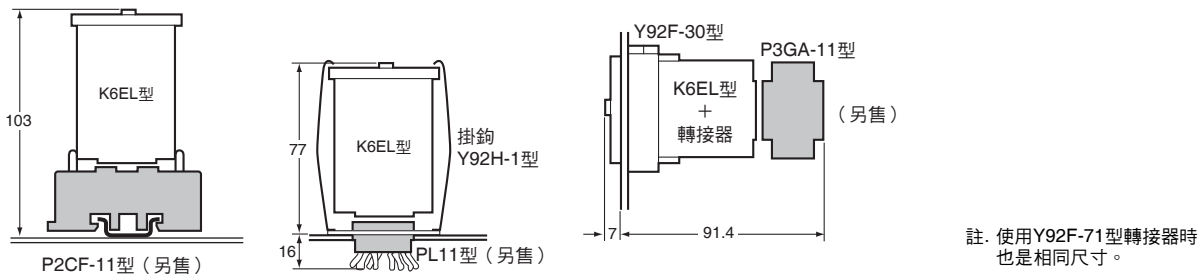 103
K6EL型
P2CF-11型（另售）
77
16
K6EL型
掛鉤
Y92H-1型
PL11型（另售）
Y92F-30型
P3GA-11型
K6EL型
＋
轉接器
（另售）
7
91.4
註. 使用Y92F-71型轉接器時
也是相同尺寸。